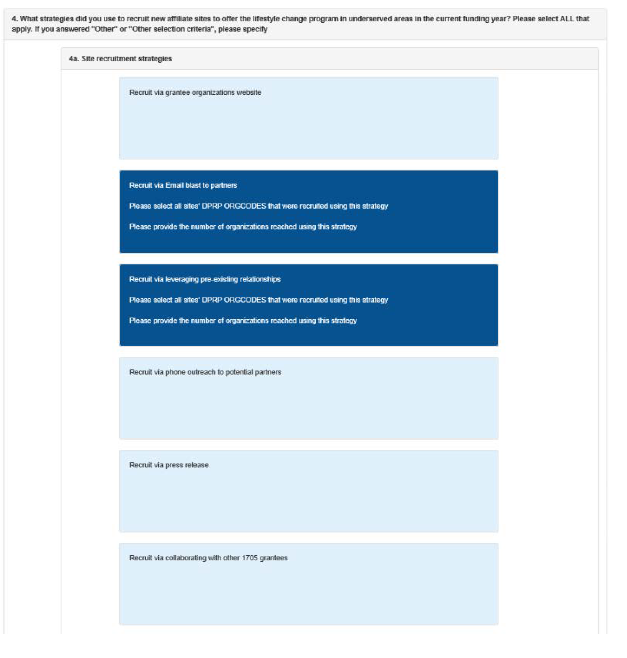 4. What strategies did you use to recruit new affiliate sites to offer the lifestyle change program in underserved areas in the current funding year? Please select ALL that
apply. If you answered "Other" or "Other selection criteria", please specify
4a. Site recruitment strategies
Recruit via grantee organizations website
Recruit via Email blast to partners
Please select all sites' DPRP ORGCODES that were recruited using this strategy
Please provide the number of organizations reached using this strategy
Recruit via leveraging pre-existing relationships
Please select all sites' DPRP ORGCODES that were recruited using this strategy
Please provide the number of organizations reached using this strategy
Recruit via phone outreach to potential partners
Recruit via press release
Recruit via collaborating with other 1705 grantees